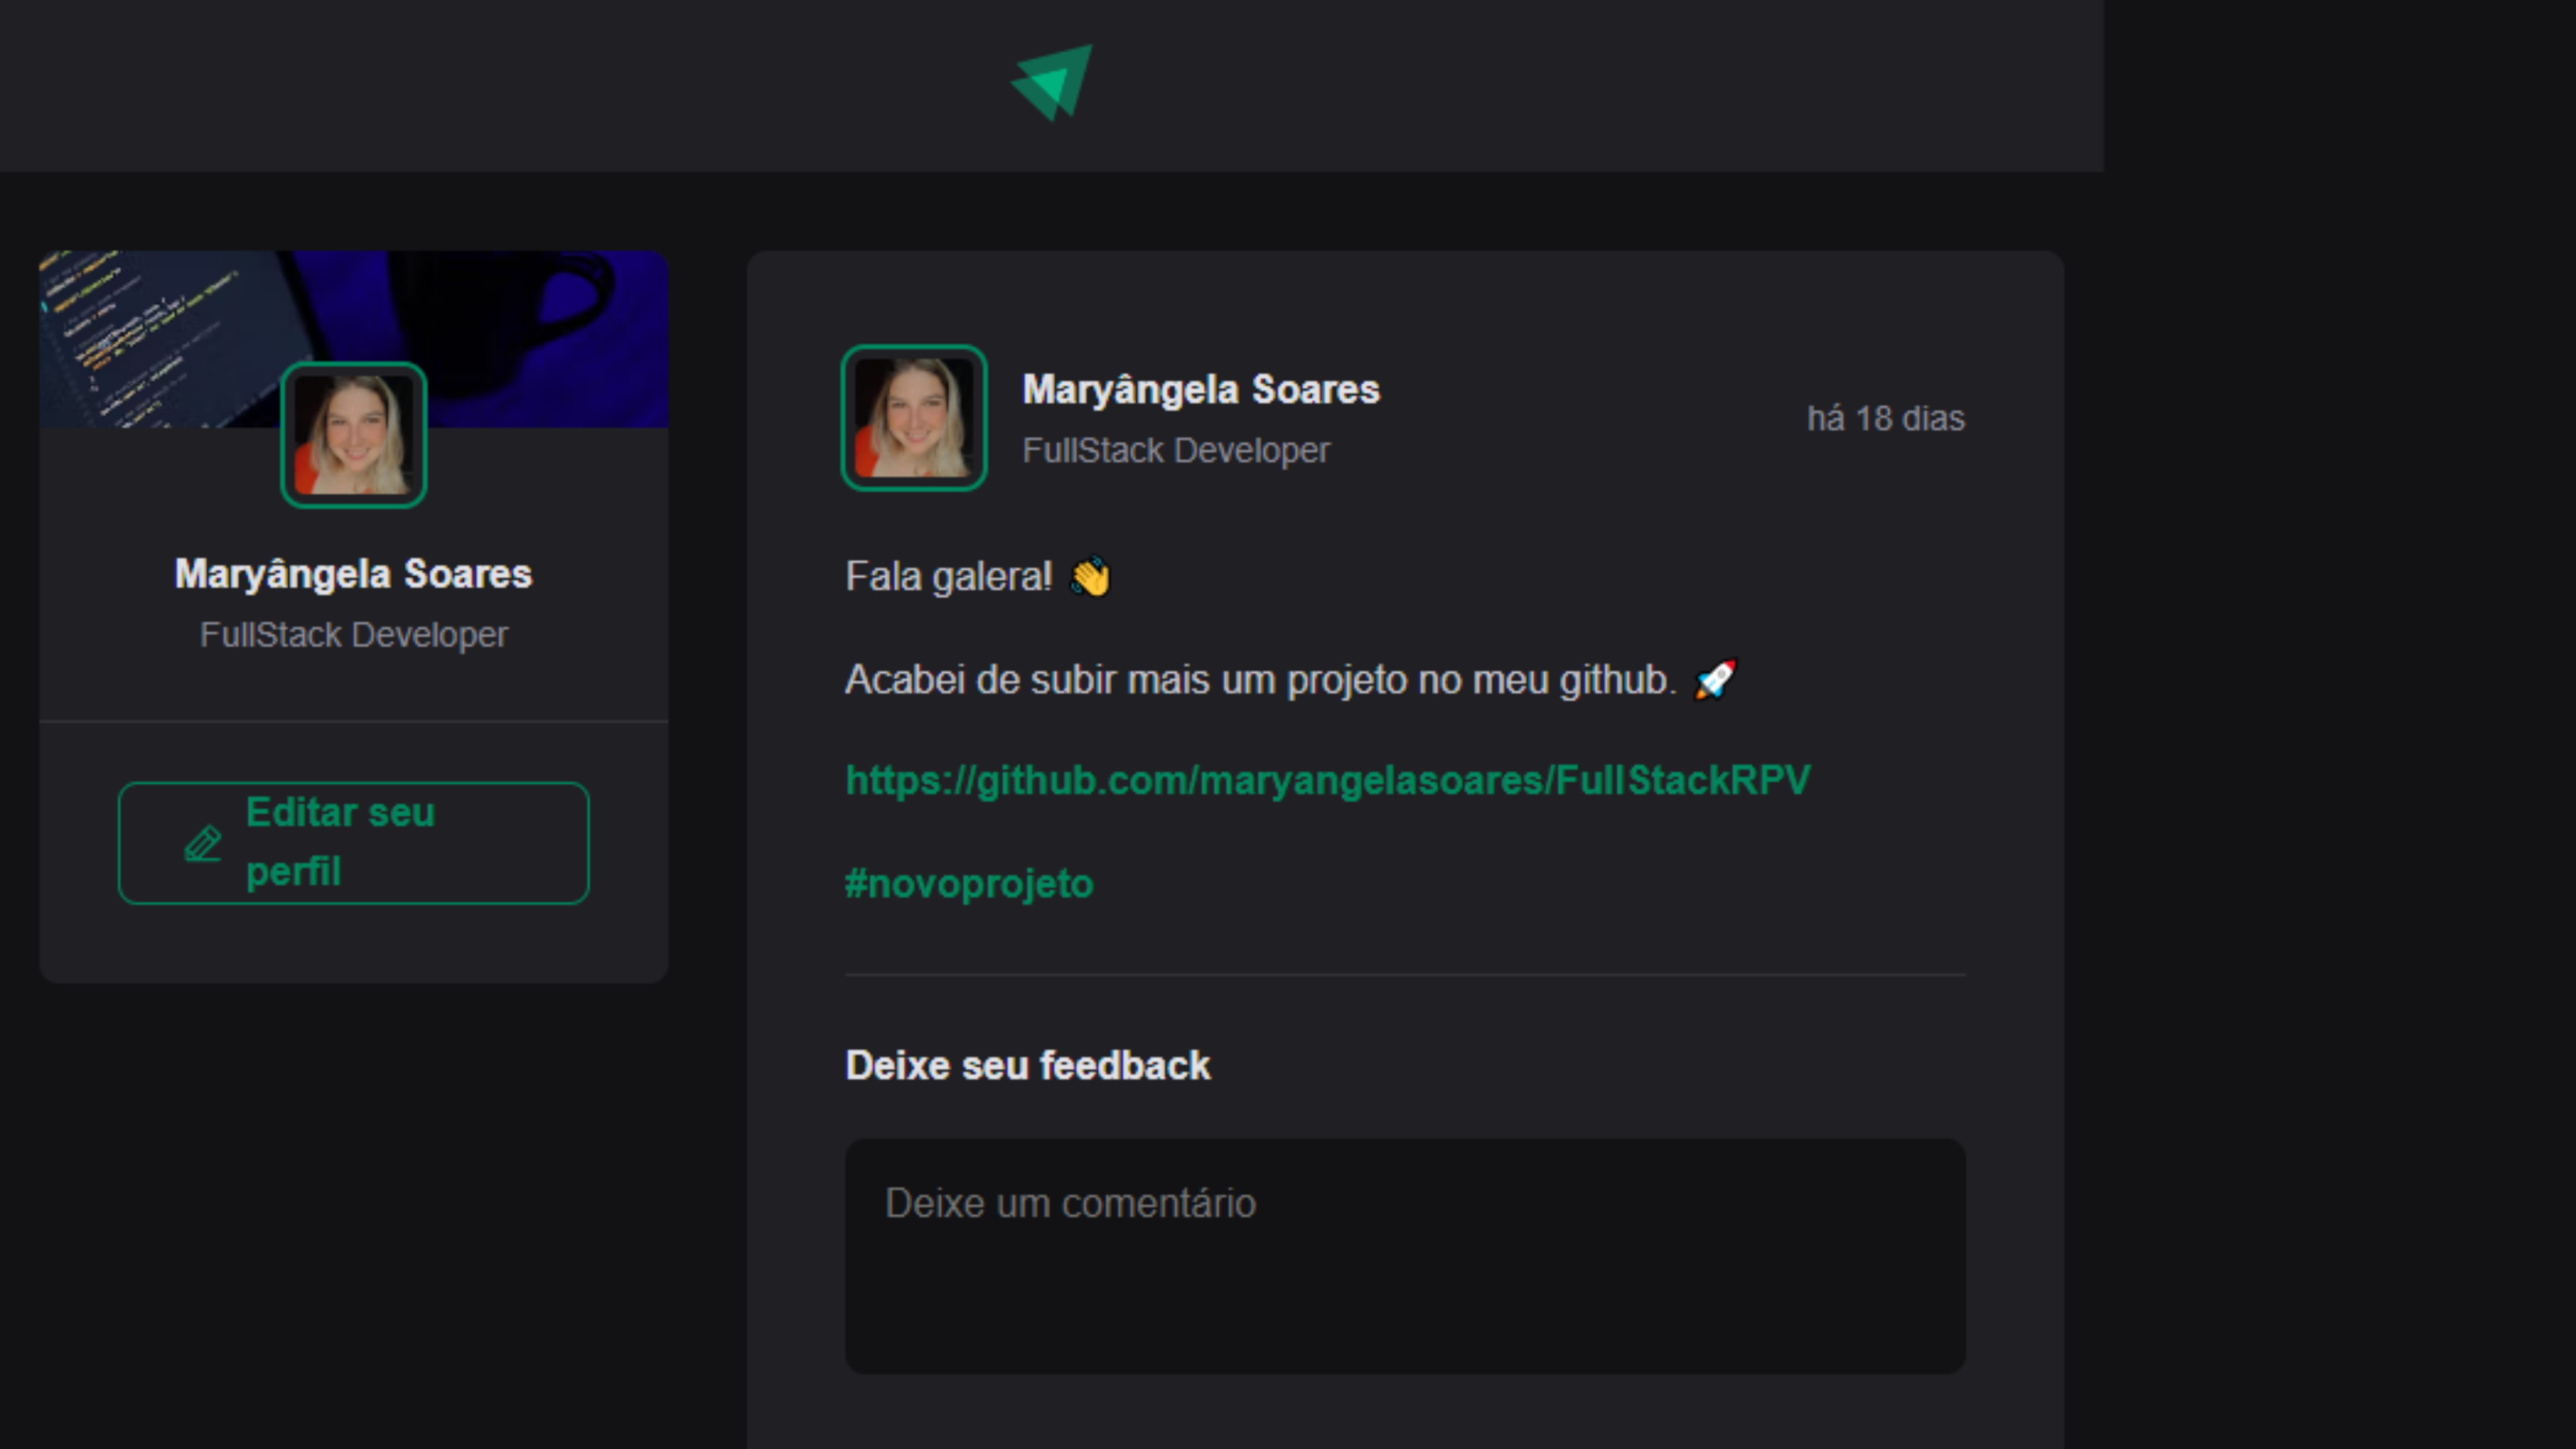 Maryângela Soares
FullStack Developer
Editar seu
perfil
Maryângela Soares
FullStack Developer
há 18 dias
Fala galera! 👋
Acabei de subir mais um projeto no meu github. 🚀
https://github.com/maryangelasoares/FullStackRPV
#novoprojeto
Deixe seu feedback
Deixe um comentário